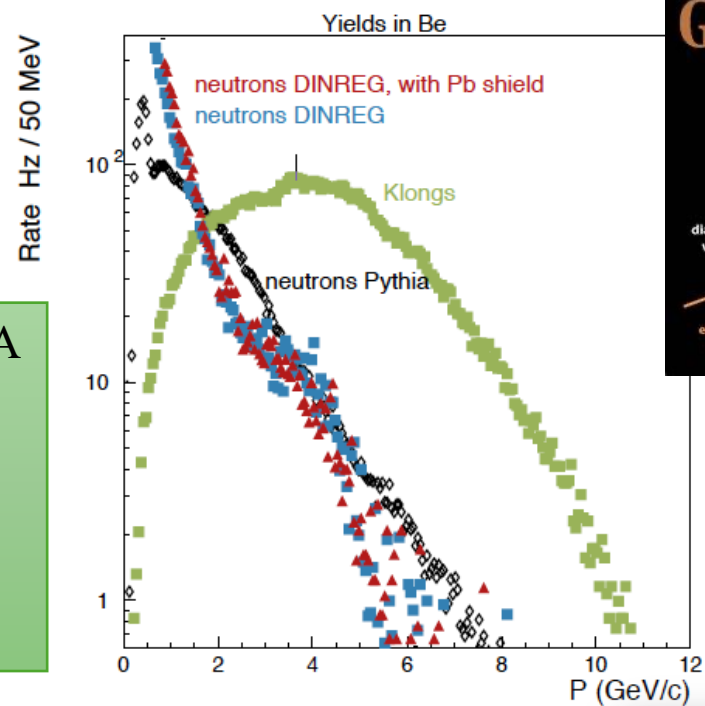 Yields in Be
Rate Hz / 50 MeV
neutrons DINREG, with Pb shield
neutrons DINREG
Klongs
neutrons Pythia
10²
10
1
0 2 4 6 8 10 12
P (GeV/c)
A
G